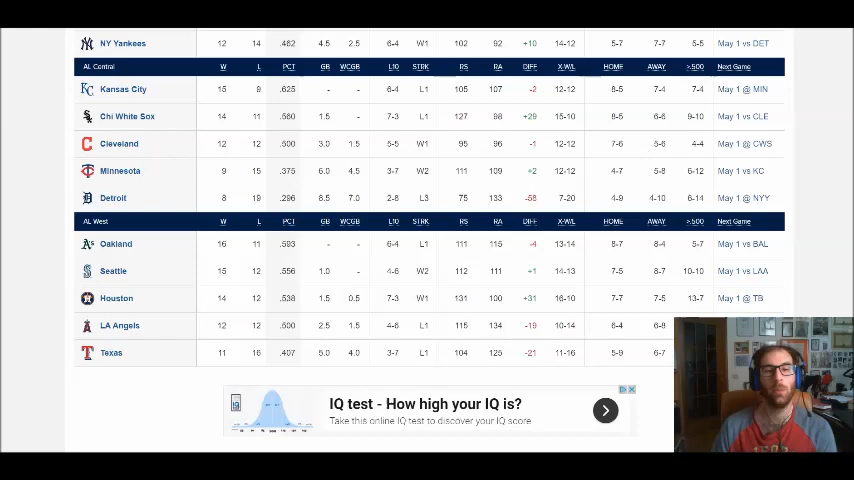 NY Yankees 12 14 .462 4.5 2.5 6-4 W1 102 92 +10 14-12 5-7 7-7 5-5 May 1 vs DET
AL Central W L PCT GB WCGB L10 STRK RS RA DIFF X-W/L HOME AWAY >.500 Next Game
Kansas City 15 9 .625 - - 6-4 L1 105 107 -2 12-12 8-5 7-4 7-4 May 1 @ MIN
Chi White Sox 14 11 .560 1.5 - 7-3 L1 127 98 +29 15-10 8-5 6-6 9-10 May 1 vs CLE
Cleveland 12 12 .500 3.0 1.5 5-5 W1 95 96 -1 12-12 7-6 5-6 4-4 May 1 @ CWS
Minnesota 9 15 .375 6.0 4.5 3-7 W2 111 109 +2 12-12 4-7 5-8 6-12 May 1 vs KC
Detroit 8 19 .296 8.5 7.0 2-8 L3 75 133 -58 7-20 4-9 4-10 6-14 May 1 @ NYY
AL West W L PCT GB WCGB L10 STRK RS RA DIFF X-W/L HOME AWAY >.500 Next Game
Oakland 16 11 .593 - - 6-4 L1 111 115 -4 13-14 8-7 8-4 5-7 May 1 vs BAL
Seattle 15 12 .556 1.0 - 4-6 W2 112 111 +1 14-13 7-5 8-7 10-10 May 1 vs LAA
Houston 14 12 .538 1.5 0.5 7-3 W1 131 100 +31 16-10 7-7 7-5 13-7 May 1 @ TB
LA Angels 12 12 .500 2.5 1.5 4-6 L1 115 134 -19 10-14 6-4 6-8
Texas 11 16 .407 5.0 4.0 3-7 L1 104 125 -21 11-16 5-9 6-7
IQ test - How high your IQ is?
Take this online IQ test to discover your IQ score